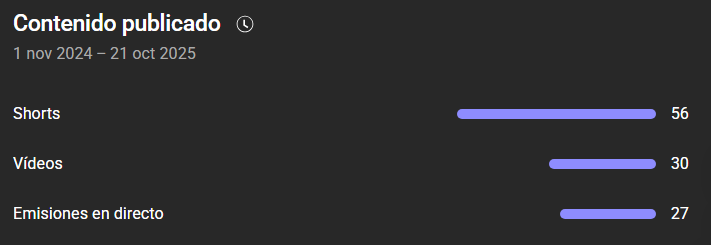 Contenido publicado
1 nov 2024 – 21 oct 2025
Shorts 56
Vídeos 30
Emisiones en directo 27